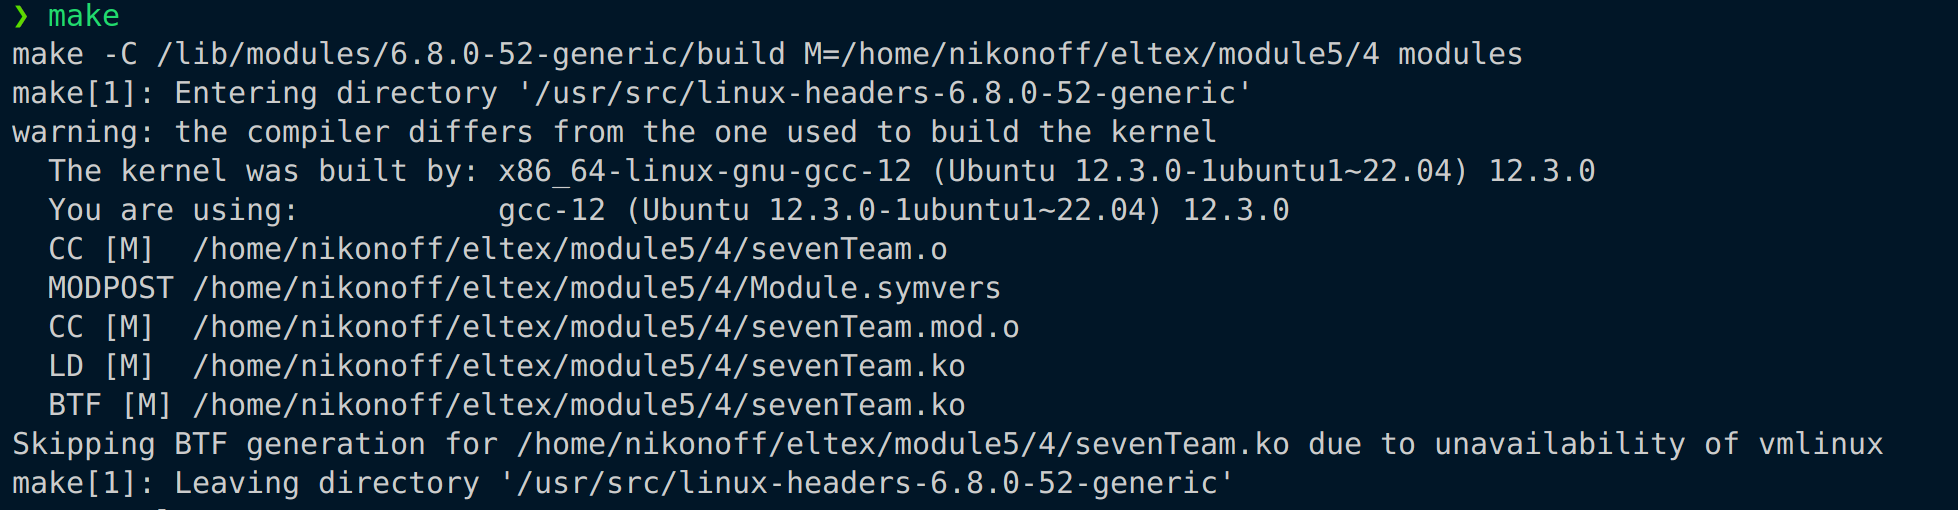 ❯ make
make -C /lib/modules/6.8.0-52-generic/build M=/home/nikonoff/eltex/module5/4 modules
make[1]: Entering directory '/usr/src/linux-headers-6.8.0-52-generic'
warning: the compiler differs from the one used to build the kernel
  The kernel was built by: x86_64-linux-gnu-gcc-12 (Ubuntu 12.3.0-1ubuntu1~22.04) 12.3.0
  You are using:           gcc-12 (Ubuntu 12.3.0-1ubuntu1~22.04) 12.3.0
  CC [M]  /home/nikonoff/eltex/module5/4/sevenTeam.o
  MODPOST /home/nikonoff/eltex/module5/4/Module.symvers
  CC [M]  /home/nikonoff/eltex/module5/4/sevenTeam.mod.o
  LD [M]  /home/nikonoff/eltex/module5/4/sevenTeam.ko
  BTF [M] /home/nikonoff/eltex/module5/4/sevenTeam.ko
Skipping BTF generation for /home/nikonoff/eltex/module5/4/sevenTeam.ko due to unavailability of vmlinux
make[1]: Leaving directory '/usr/src/linux-headers-6.8.0-52-generic'